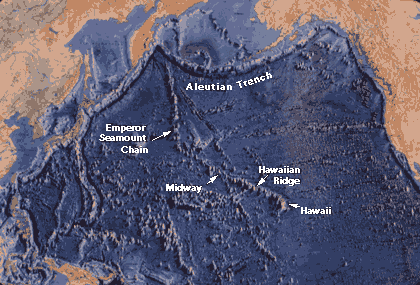 Aleutian Trench
Emperor
Seamount
Chain
Midway
Hawaiian
Ridge
Hawaii